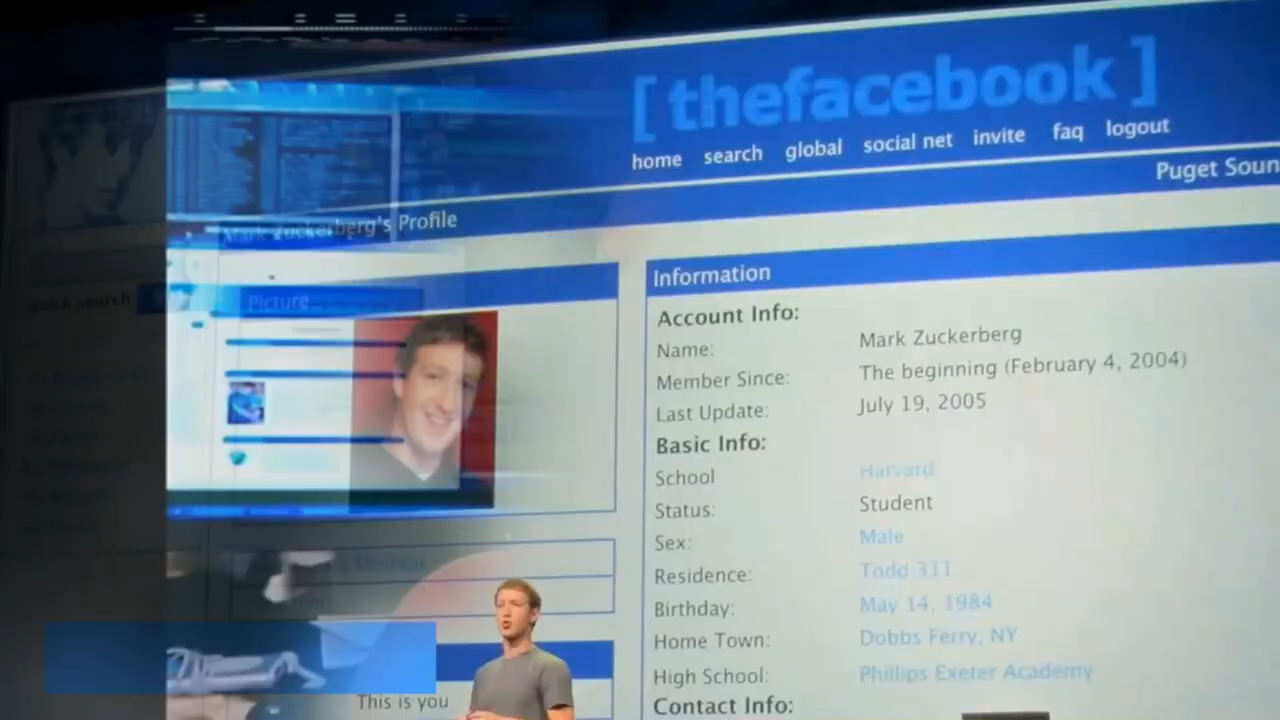 [ thefacebook ]
home search global social net invite faq logout
Puget Soun
Mark Zuckerberg's Profile
quick search
Picture
Information
Account Info:
Name: Mark Zuckerberg
Member Since: The beginning (February 4, 2004)
Last Update: July 19, 2005
Basic Info:
School Harvard
Status: Student
Sex: Male
Residence: Todd 311
Birthday: May 14, 1984
Home Town: Dobbs Ferry, NY
High School: Phillips Exeter Academy
Contact Info:
This is you